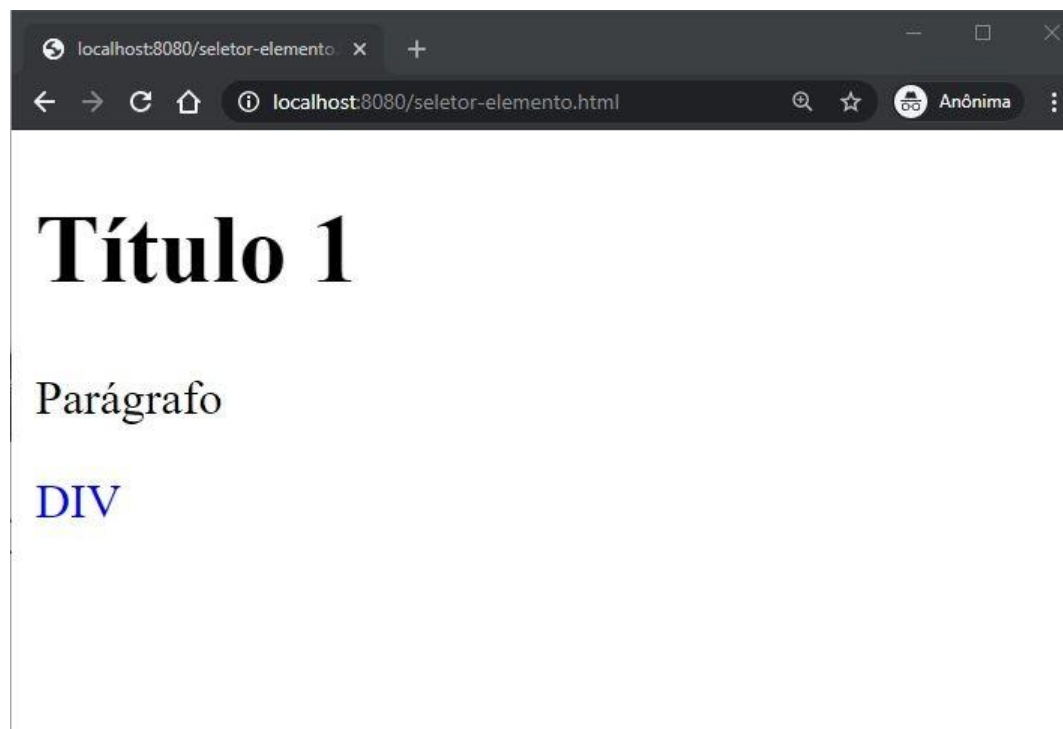 localhost:8080/seletor-elemento.
localhost:8080/seletor-elemento.html
Anônima
Título 1
Parágrafo
DIV